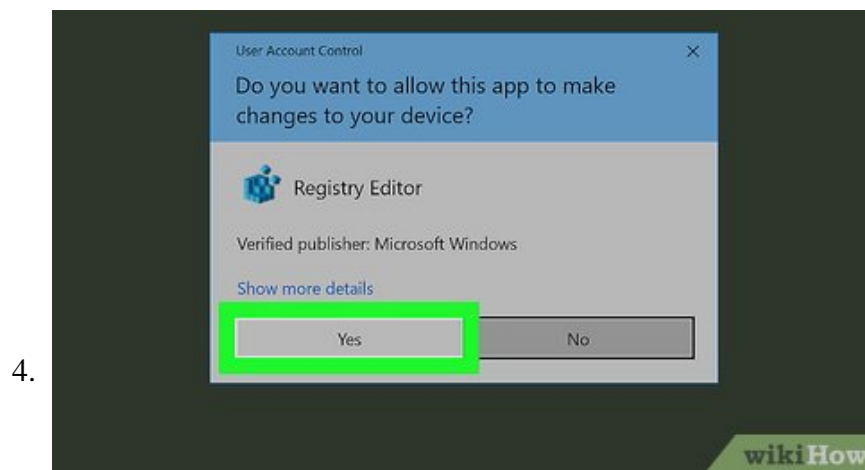 User Account Control
Do you want to allow this app to make
changes to your device?
Registry Editor
Verified publisher: Microsoft Windows
Show more details
Yes No
4.
wikiHow